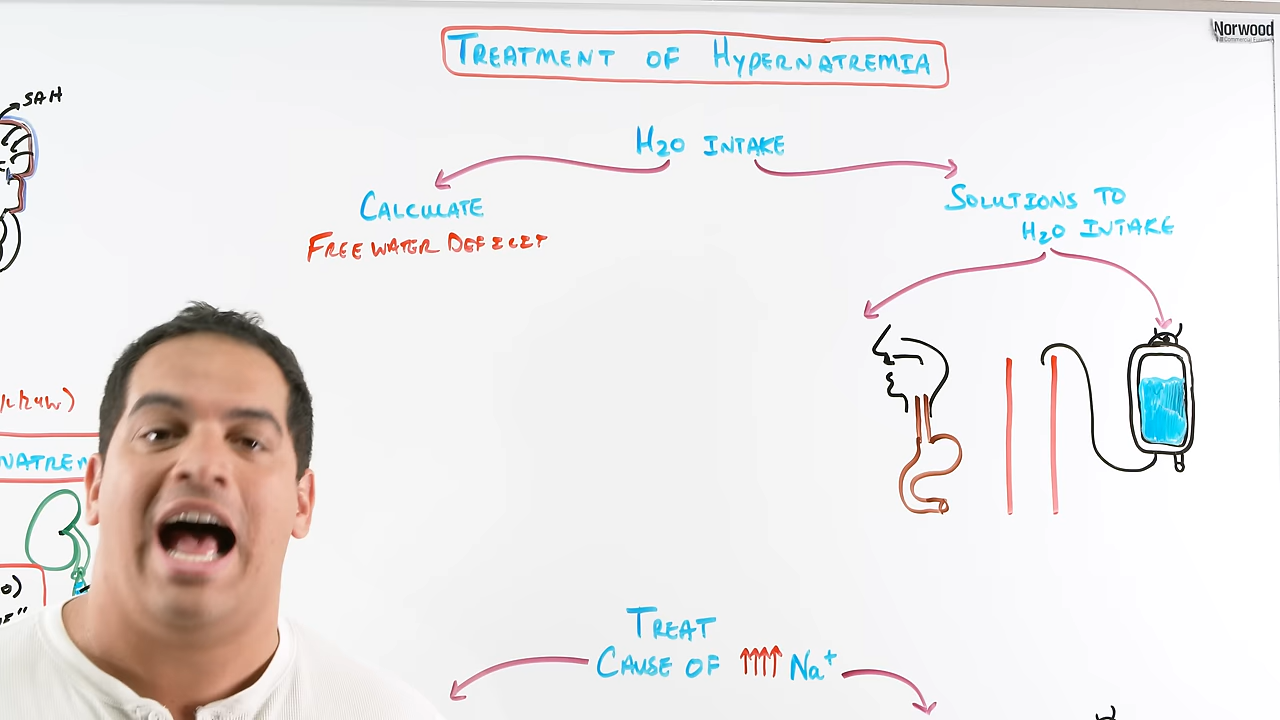 Norwood
TREATMENT OF HYPERNATREMIA
SAH
H2O INTAKE
CALCULATE
FREE WATER DEFICIT
SOLUTIONS TO
H2O INTAKE
NATREM
TREAT
CAUSE OF ↑↑↑↑ Na+